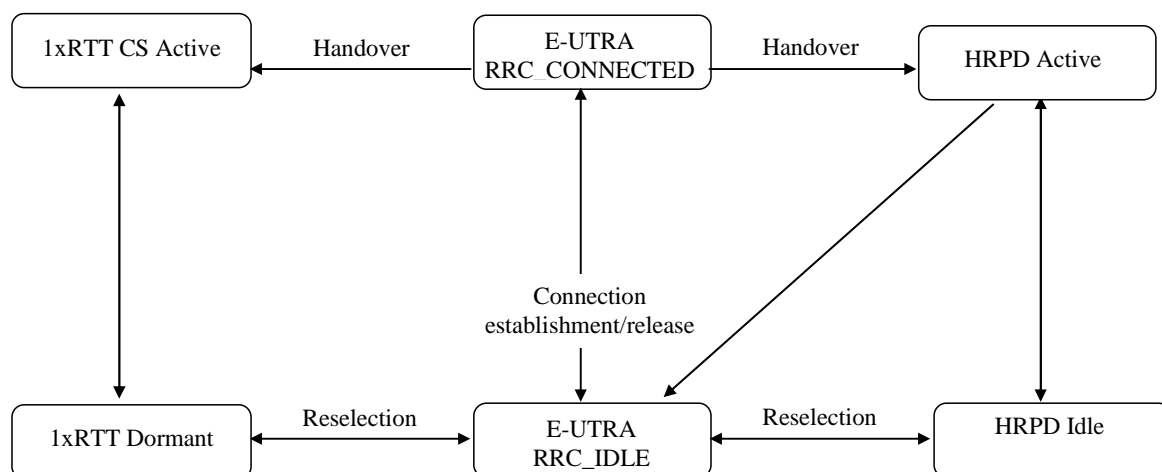 1xRTT CS Active
Handover
E-UTRA
RRC_CONNECTED
Handover
HRPD Active
Connection
establishment/release
1xRTT Dormant
Reselection
E-UTRA
RRC_IDLE
Reselection
HRPD Idle